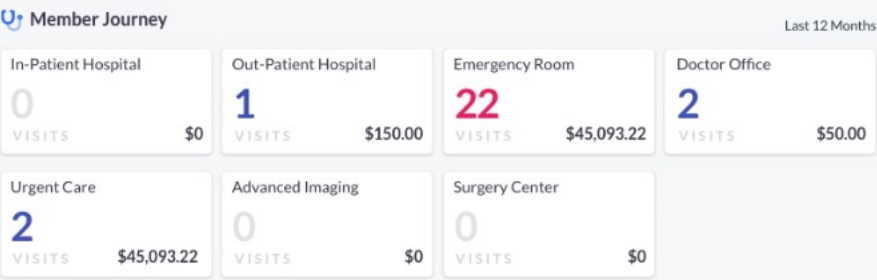 Member Journey
Last 12 Months
In-Patient Hospital
0
VISITS $0
Out-Patient Hospital
1
VISITS $150.00
Emergency Room
22
VISITS $45,093.22
Doctor Office
2
VISITS $50.00
Urgent Care
2
VISITS $45,093.22
Advanced Imaging
0
VISITS $0
Surgery Center
0
VISITS $0